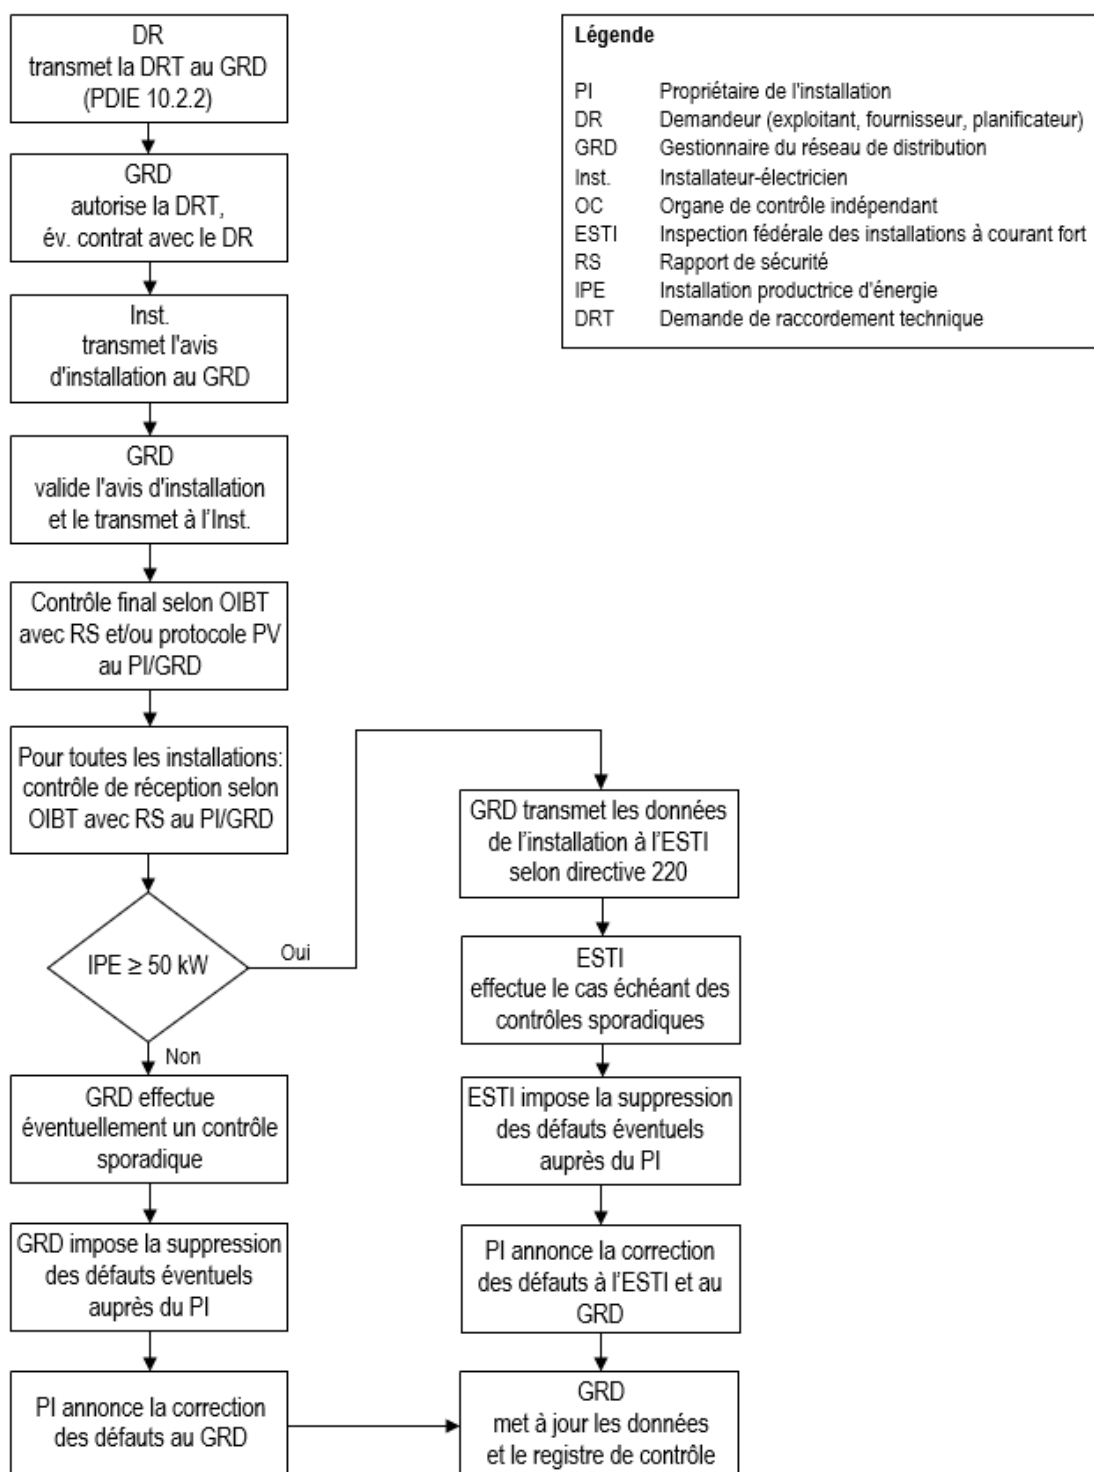 DR
transmet la DRT au GRD
(PDIE 10.2.2)
GRD
autorise la DRT,
év. contrat avec le DR
Inst.
transmet l'avis
d'installation au GRD
GRD
valide l'avis d'installation
et le transmet à l'Inst.
Contrôle final selon OIBT
avec RS et/ou protocole PV
au PI/GRD
Pour toutes les installations:
contrôle de réception selon
OIBT avec RS au PI/GRD
IPE ≥ 50 kW
Oui
Non
GRD effectue
éventuellement un contrôle
sporadique
GRD impose la suppression
des défauts éventuels
auprès du PI
PI annonce la correction
des défauts au GRD
GRD transmet les données
de l'installation à l'ESTI
selon directive 220
ESTI
effectue le cas échéant des
contrôles sporadiques
ESTI impose la suppression
des défauts éventuels
auprès du PI
PI annonce la correction
des défauts à l'ESTI et au
GRD
GRD
met à jour les données
et le registre de contrôle
Légende
PI Propriétaire de l'installation
DR Demandeur (exploitant, fournisseur, planificateur)
GRD Gestionnaire du réseau de distribution
Inst. Installateur-électricien
OC Organe de contrôle indépendant
ESTI Inspection fédérale des installations à courant fort
RS Rapport de sécurité
IPE Installation productrice d'énergie
DRT Demande de raccordement technique